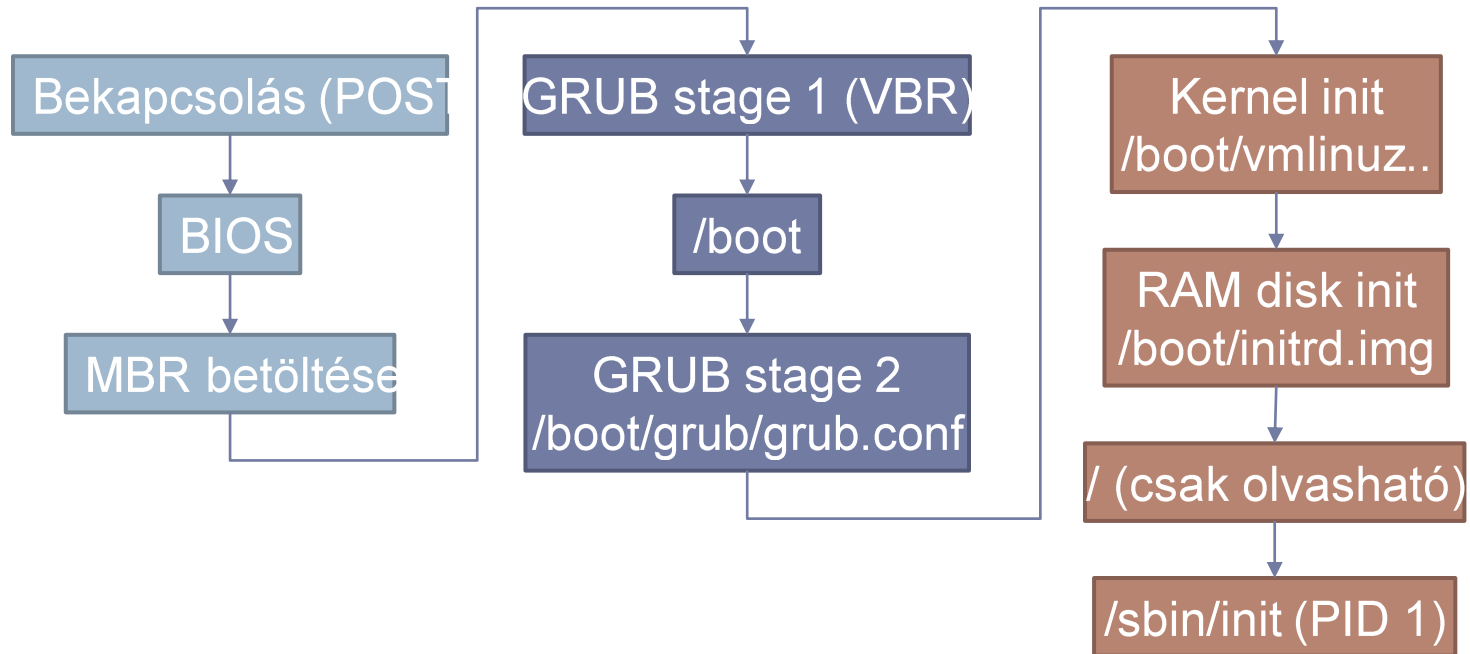 Bekapcsolás (POST
BIOS
MBR betöltése
GRUB stage 1 (VBR)
/boot
GRUB stage 2
/boot/grub/grub.conf
Kernel init
/boot/vmlinuz..
RAM disk init
/boot/initrd.img
/ (csak olvasható)
/sbin/init (PID 1)